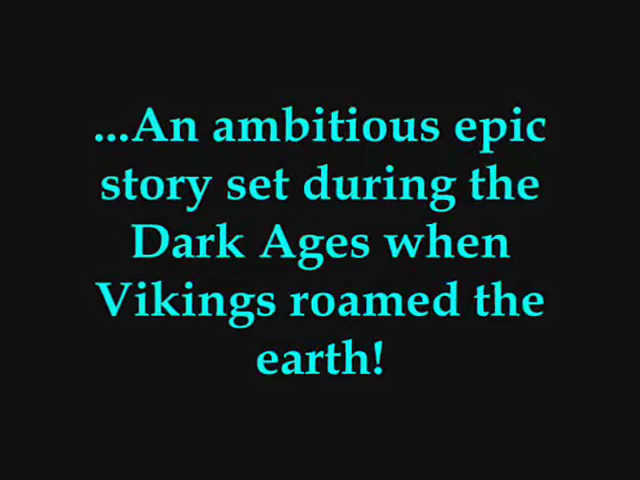 ...An ambitious epic
story set during the
Dark Ages when
Vikings roamed the
earth!